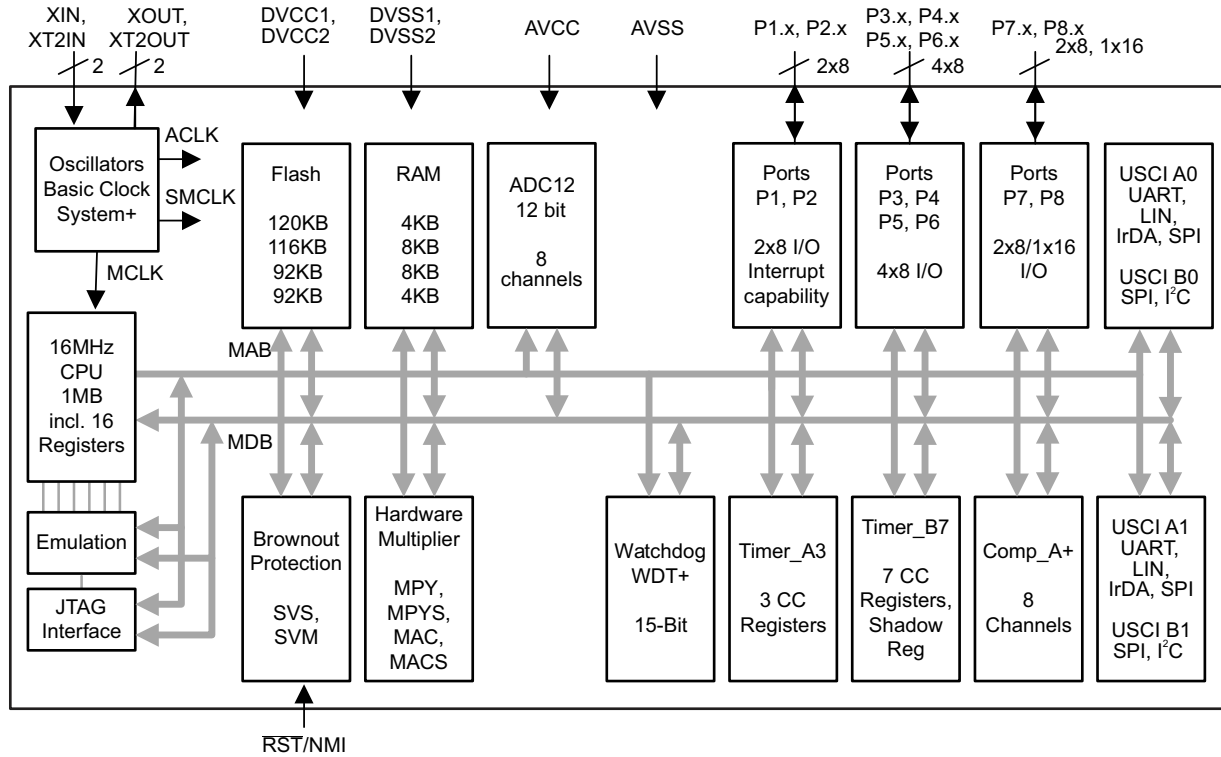 XIN,
XT2IN
2
XOUT,
XT2OUT
2
DVCC1,
DVCC2
DVSS1,
DVSS2
AVCC
AVSS
P1.x, P2.x
2x8
P3.x, P4.x
P5.x, P6.x
4x8
P7.x, P8.x
2x8, 1x16
Oscillators
Basic Clock
System+
ACLK
SMCLK
MCLK
Flash
120KB
116KB
92KB
92KB
RAM
4KB
8KB
8KB
4KB
ADC12
12 bit
8
channels
Ports
P1, P2
2x8 I/O
Interrupt
capability
Ports
P3, P4
P5, P6
4x8 I/O
Ports
P7, P8
2x8/1x16
I/O
USCI A0
UART,
LIN,
IrDA, SPI
USCI B0
SPI, I²C
16MHz
CPU
1MB
incl. 16
Registers
MAB
MDB
Emulation
JTAG
Interface
Brownout
Protection
SVS,
SVM
Hardware
Multiplier
MPY,
MPYS,
MAC,
MACS
Watchdog
WDT+
15-Bit
Timer_A3
3 CC
Registers
Timer_B7
7 CC
Registers,
Shadow
Reg
Comp_A+
8
Channels
USCI A1
UART,
LIN,
IrDA, SPI
USCI B1
SPI, I²C
RST/NMI